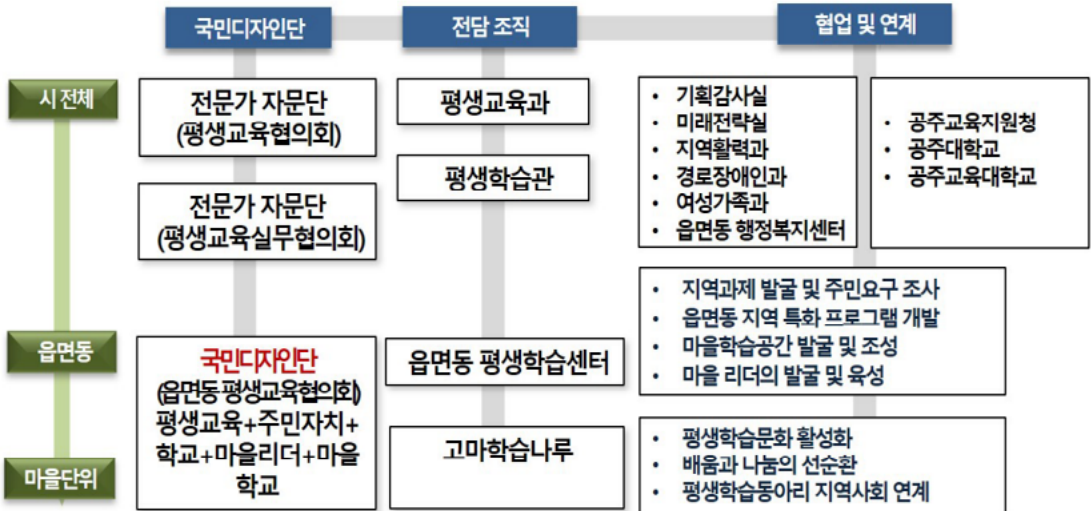 국민디자인단
전담 조직
협업 및 연계
시 전체
전문가 자문단
(평생교육협의회)
전문가 자문단
(평생교육실무협의회)
평생교육과
평생학습관
• 기획감사실
• 미래전략실
• 지역활력과
• 경로장애인과
• 여성가족과
• 읍면동 행정복지센터
• 공주교육지원청
• 공주대학교
• 공주교육대학교
읍면동
국민디자인단
(읍면동 평생교육협의회)
평생교육+주민자치+
학교+마을리더+마을
학교
읍면동 평생학습센터
• 지역과제 발굴 및 주민요구 조사
• 읍면동 지역 특화 프로그램 개발
• 마을학습공간 발굴 및 조성
• 마을 리더의 발굴 및 육성
마을단위
고마학습나루
• 평생학습문화 활성화
• 배움과 나눔의 선순환
• 평생학습동아리 지역사회 연계